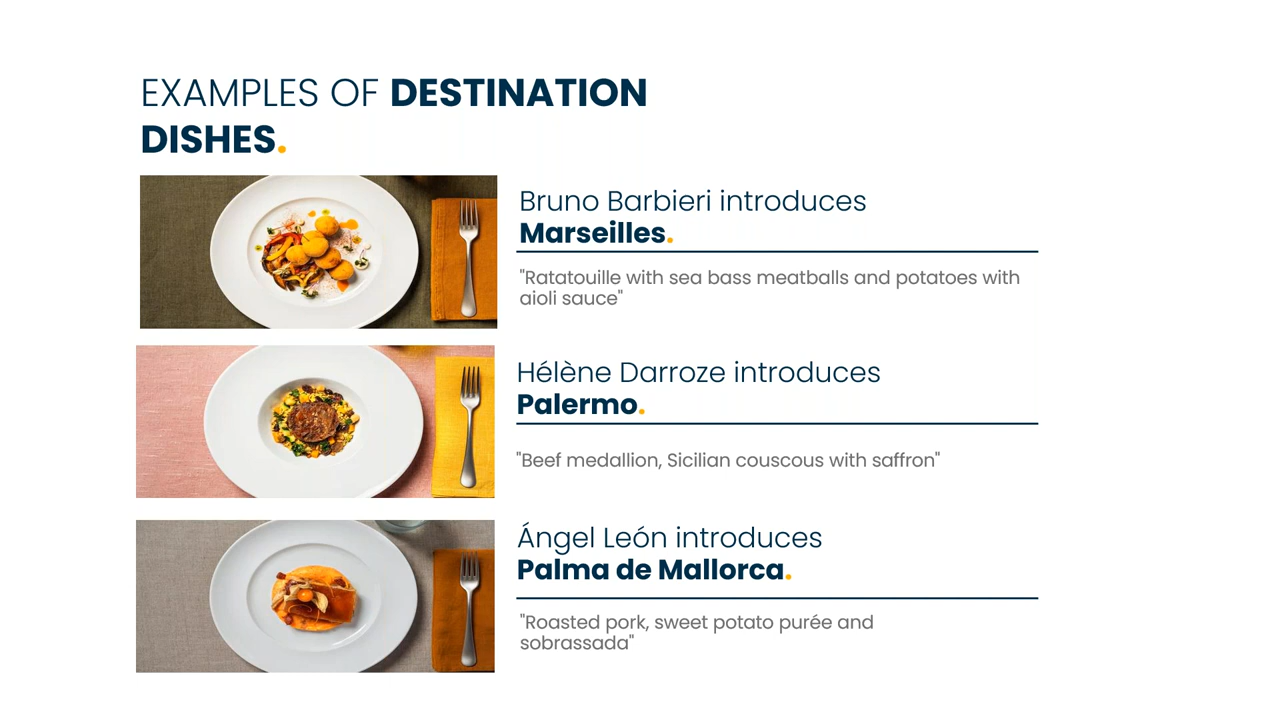 EXAMPLES OF DESTINATION
DISHES.
Bruno Barbieri introduces
Marseilles.
"Ratatouille with sea bass meatballs and potatoes with
aioli sauce"
Hélène Darroze introduces
Palermo.
"Beef medallion, Sicilian couscous with saffron"
Ángel León introduces
Palma de Mallorca.
"Roasted pork, sweet potato purée and
sobrassada"